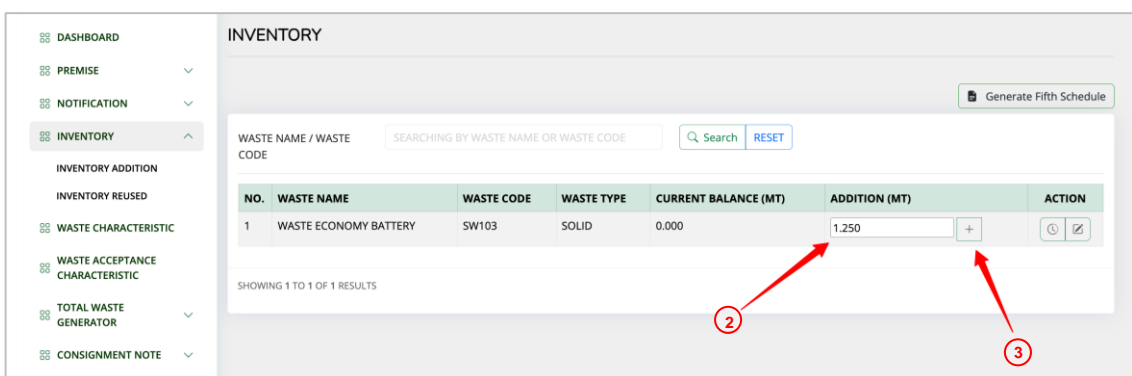 DASHBOARD
PREMISE
NOTIFICATION
INVENTORY
INVENTORY ADDITION
INVENTORY REUSED
WASTE CHARACTERISTIC
WASTE ACCEPTANCE
CHARACTERISTIC
TOTAL WASTE
GENERATOR
CONSIGNMENT NOTE
INVENTORY
Generate Fifth Schedule
WASTE NAME / WASTE
CODE
SEARCHING BY WASTE NAME OR WASTE CODE
Search RESET
NO. WASTE NAME WASTE CODE WASTE TYPE CURRENT BALANCE (MT) ADDITION (MT) ACTION
1 WASTE ECONOMY BATTERY SW103 SOLID 0.000 1.250 +
SHOWING 1 TO 1 OF 1 RESULTS
2
3